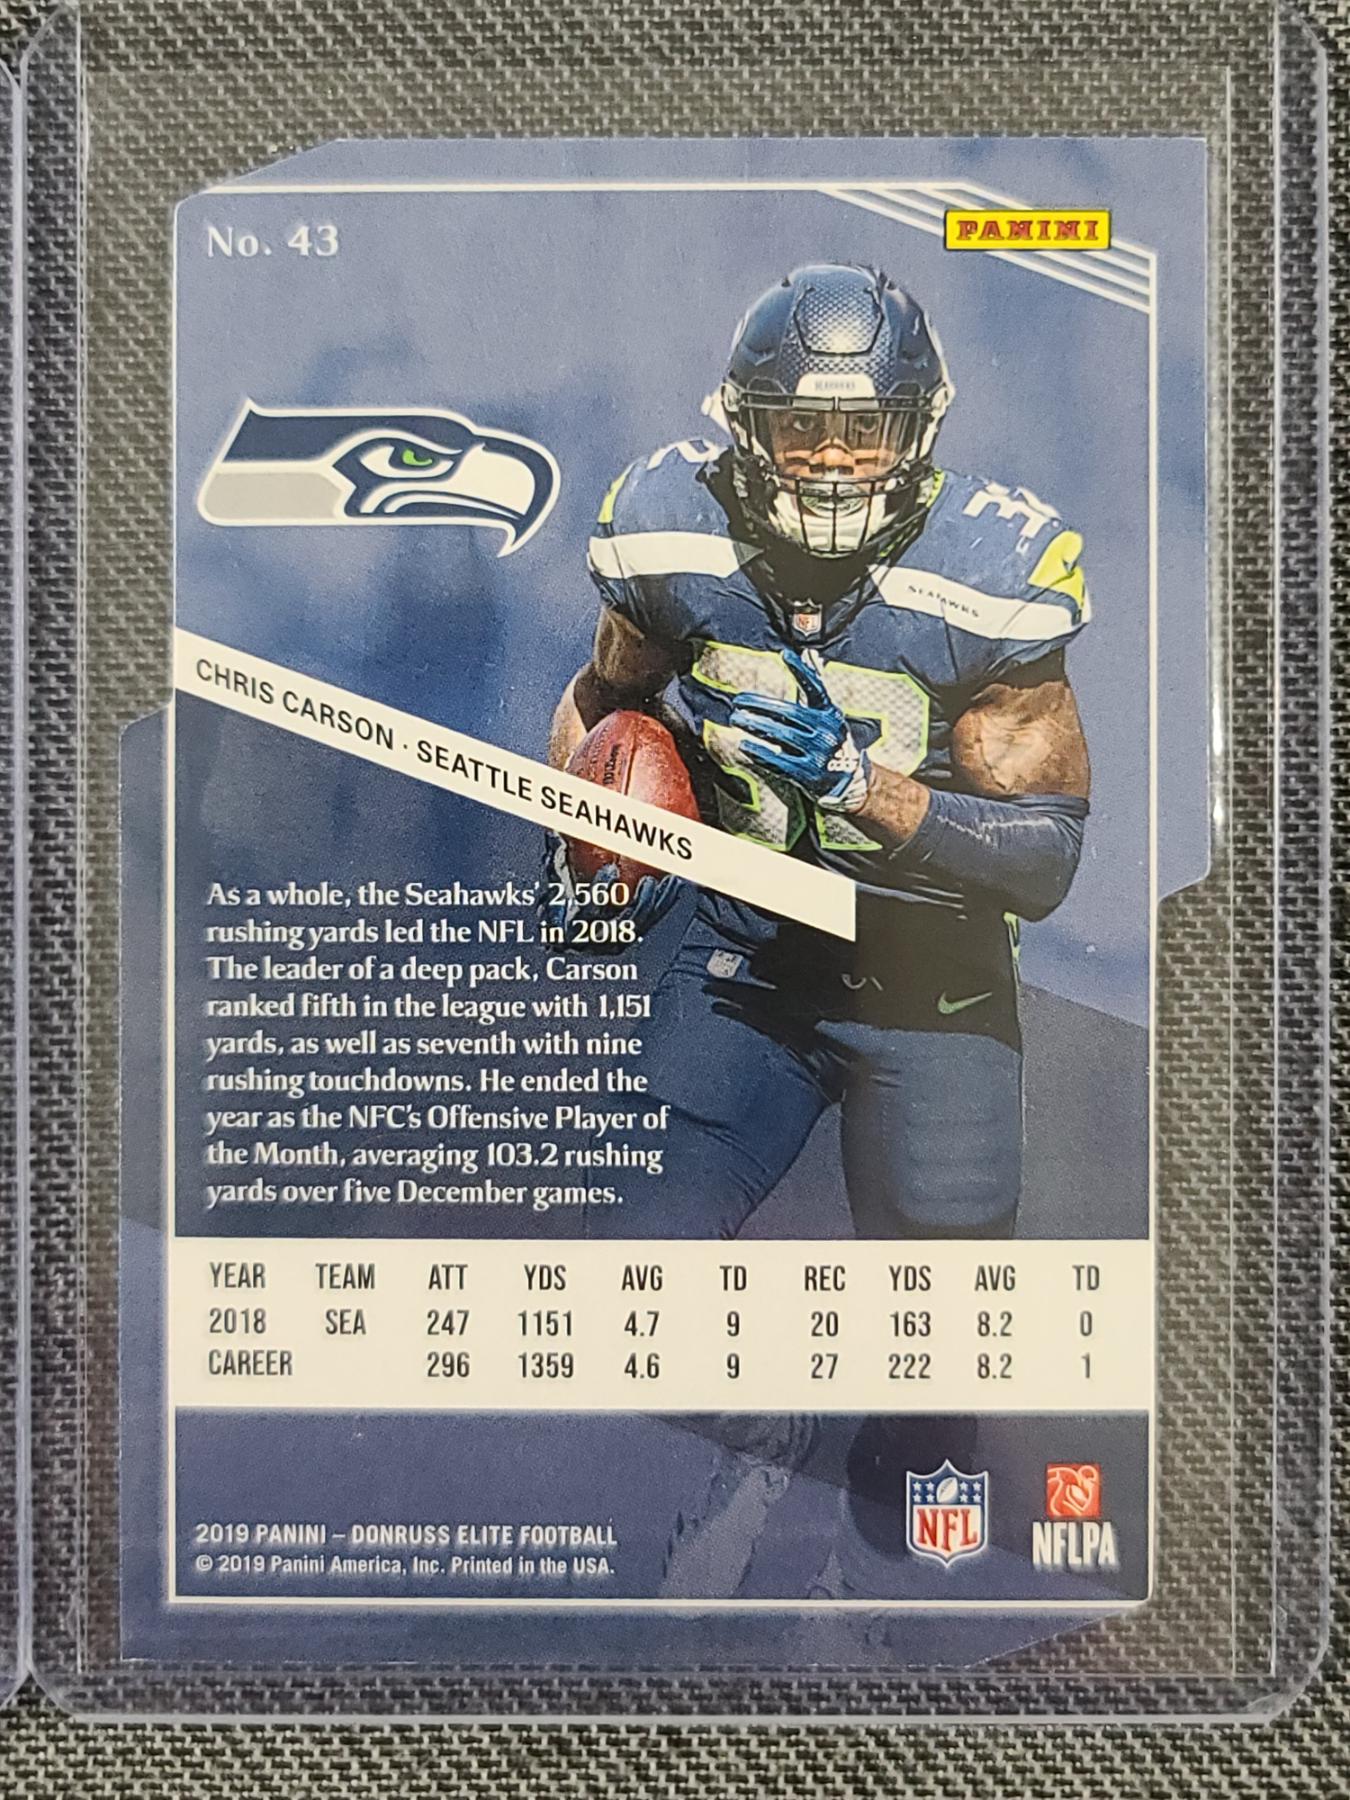 No. 43
PANINI
SEAHAWKS
SEAHAWKS
NFL
32
Wilson
CHRIS CARSON · SEATTLE SEAHAWKS
As a whole, the Seahawks' 2,560
rushing yards led the NFL in 2018.
The leader of a deep pack, Carson
ranked fifth in the league with 1,151
yards, as well as seventh with nine
rushing touchdowns. He ended the
year as the NFC's Offensive Player of
the Month, averaging 103.2 rushing
yards over five December games.
YEAR TEAM ATT YDS AVG TD REC YDS AVG TD
2018 SEA 247 1151 4.7 9 20 163 8.2 0
CAREER 296 1359 4.6 9 27 222 8.2 1
2019 PANINI – DONRUSS ELITE FOOTBALL
© 2019 Panini America, Inc. Printed in the USA.
NFL
NFLPA